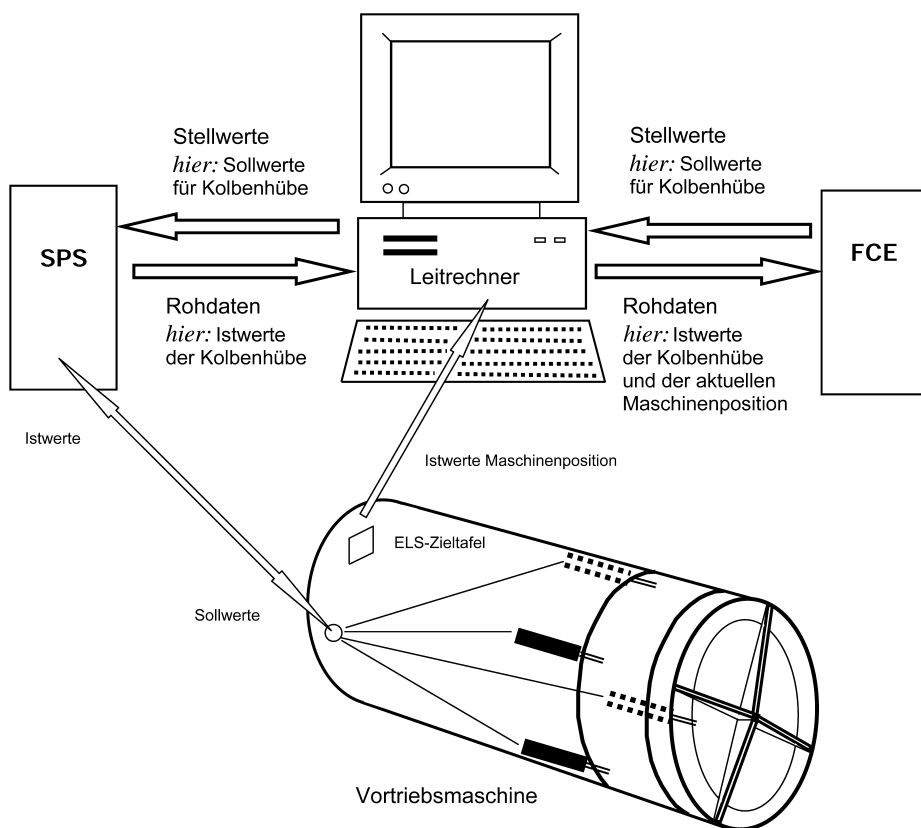 Stellwerte
hier: Sollwerte
für Kolbenhübe
Stellwerte
hier: Sollwerte
für Kolbenhübe
SPS
Leitrechner
FCE
Rohdaten
hier: Istwerte
der Kolbenhübe
Rohdaten
hier: Istwerte
der Kolbenhübe
und der aktuellen
Maschinenposition
Istwerte
Istwerte Maschinenposition
ELS-Zieltafel
Sollwerte
Vortriebsmaschine